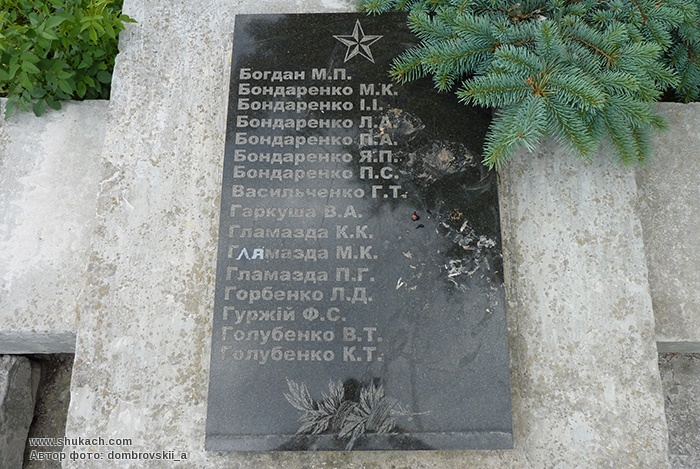 Богдан М.П.
Бондаренко М.К.
Бондаренко І.І.
Бондаренко Л.А.
Бондаренко П.А.
Бондаренко Я.П.
Бондаренко П.С.
Васильченко Г.Т.
Гаркуша В.А.
Гламазда К.К.
Глямазда М.К.
Гламазда П.Г.
Горбенко Л.Д.
Гуржій Ф.С.
Голубенко В.Т.
Голубенко К.Т.
www.shukach.com
Автор фото: dombrovskii_a